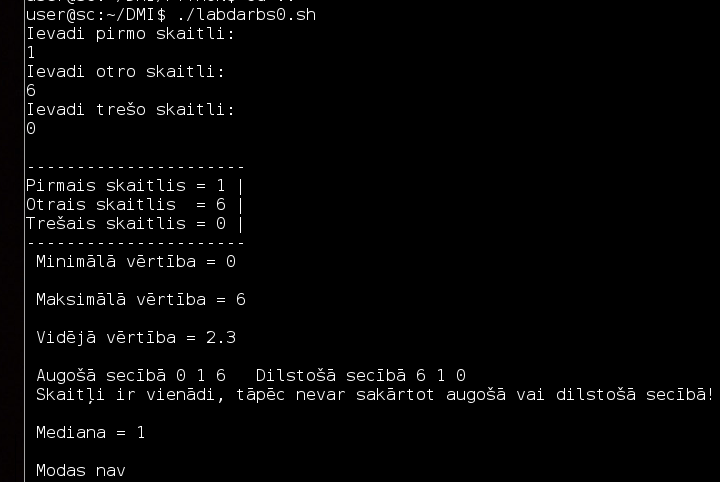 user@sc:~/DMI$ ./labdarbs0.sh
Ievadi pirmo skaitli:
1
Ievadi otro skaitli:
6
Ievadi trešo skaitli:
0
----------------------
Pirmais skaitlis = 1 |
Otrais skaitlis  = 6 |
Trešais skaitlis = 0 |
----------------------
Minimālā vērtība = 0
Maksimālā vērtība = 6
Vidējā vērtība = 2.3
Augošā secībā 0 1 6   Dilstošā secībā 6 1 0
Skaitļi ir vienādi, tāpēc nevar sakārtot augošā vai dilstošā secībā!
Mediana = 1
Modas nav